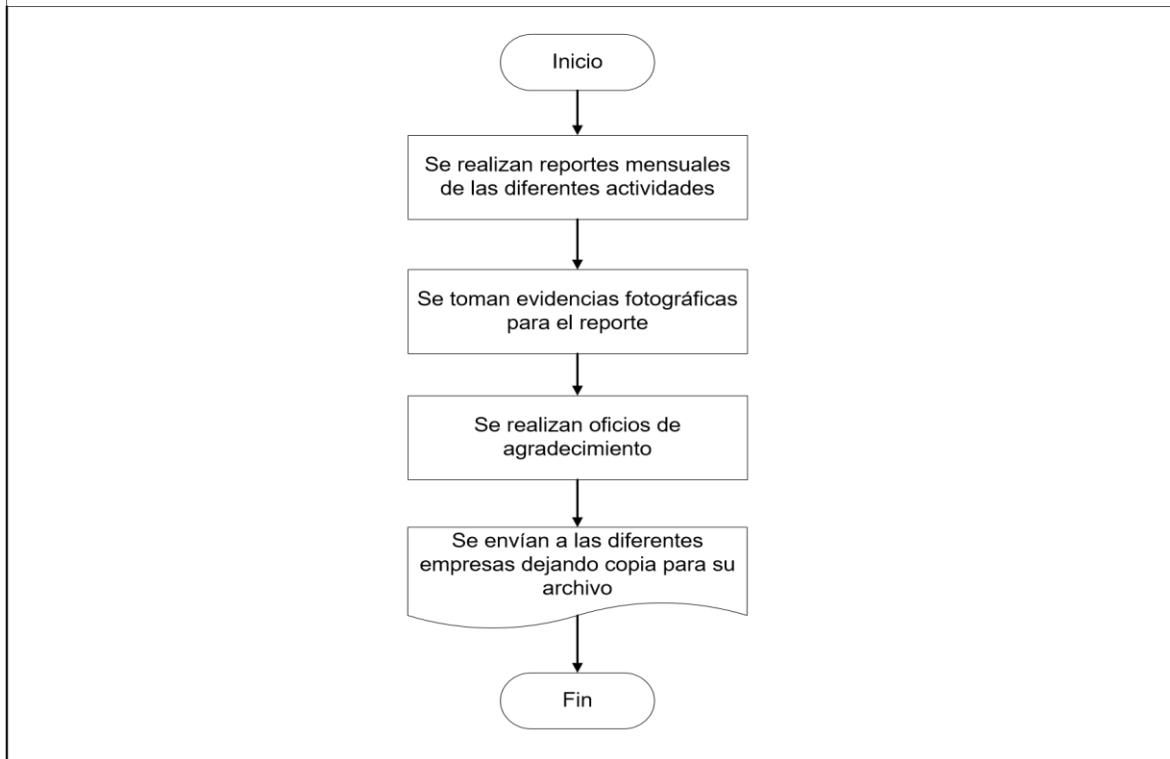 Inicio
Se realizan reportes mensuales
de las diferentes actividades
Se toman evidencias fotográficas
para el reporte
Se realizan oficios de
agradecimiento
Se envían a las diferentes
empresas dejando copia para su
archivo
Fin